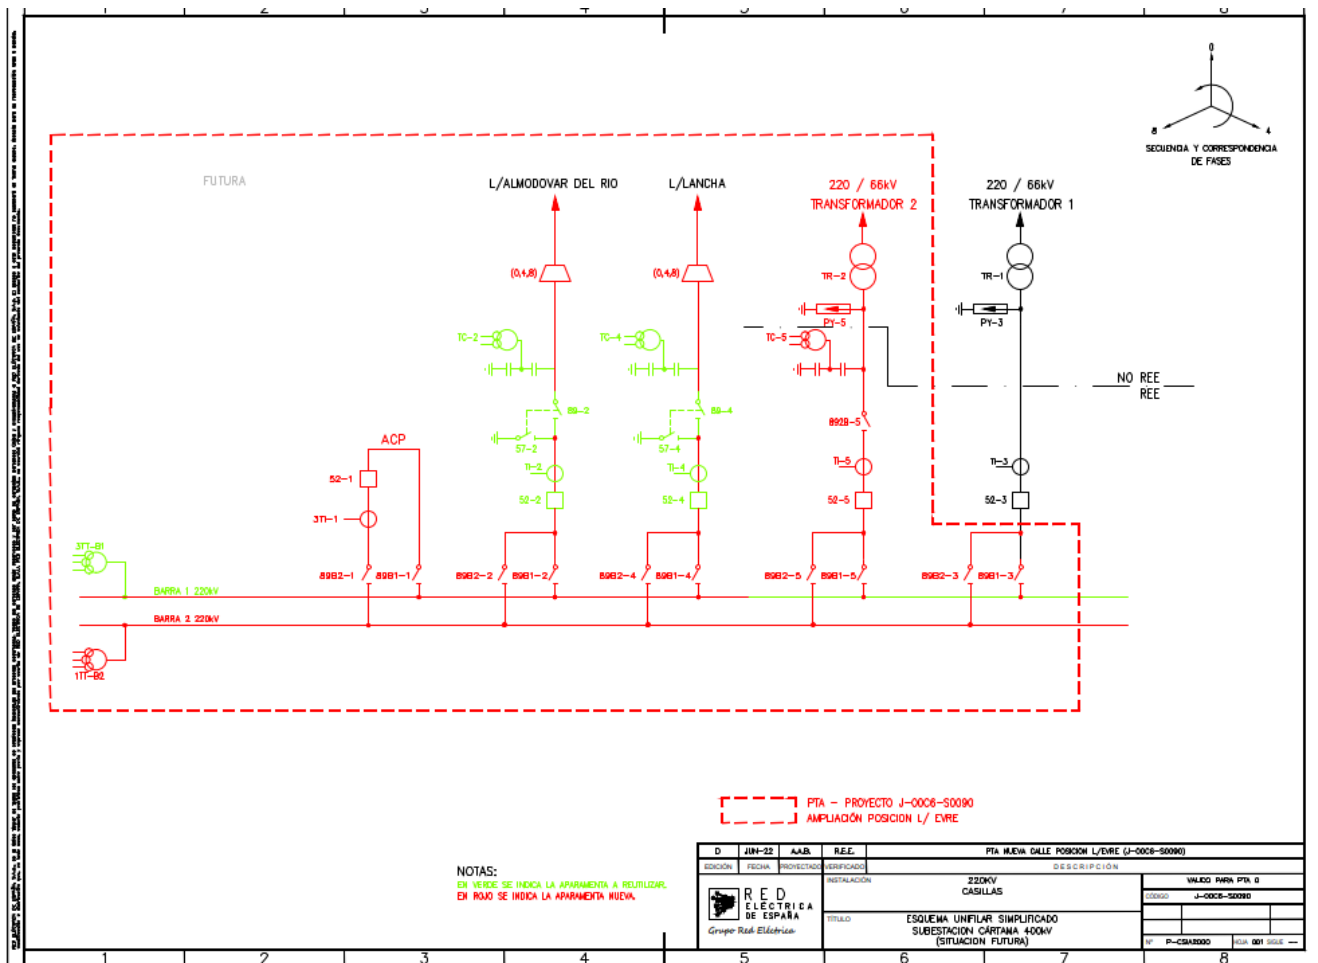 2 3 4 5 6 7 8
0
8 4
SECUENCIA Y CORRESPONDENCIA
DE FASES
FUTURA
L/ALMODOVAR DEL RIO
L/LANCHA
220 / 66kV
TRANSFORMADOR 2
220 / 66kV
TRANSFORMADOR 1
(0,4,8)
(0,4,8)
TR-2
TR-1
PY-5
PY-3
TC-2
TC-4
TC-5
NO REE
REE
89-2
89-4
892B-5
57-2
57-4
ACP
TI-2
TI-4
TI-5
TI-3
52-1
52-2
52-4
52-5
52-3
3TI-1
3TT-B1
89B2-1
89B1-1
89B2-2
89B1-2
89B2-4
89B1-4
89B2-5
89B1-5
89B2-3
89B1-3
BARRA 1 220kV
BARRA 2 220kV
1TT-B2
PTA - PROYECTO J-00C6-S0090
AMPLIACIÓN POSICION L/ EVRE
NOTAS:
EN VERDE SE INDICA LA APARAMENTA A REUTILIZAR.
EN ROJO SE INDICA LA APARAMENTA NUEVA.
D JUN-22 A.A.B. R.E.E. PTA NUEVA CALLE POSICION L/EVRE (J-00C6-S0090)
EDICIÓN FECHA PROYECTADO VERIFICADO DESCRIPCIÓN
RED
ELÉCTRICA
DE ESPAÑA
Grupo Red Eléctrica
INSTALACIÓN
220KV
CASILLAS
TITULO
ESQUEMA UNIFILAR SIMPLIFICADO
SUBESTACION CÁRTAMA 400kV
(SITUACION FUTURA)
VALIDO PARA PTA 0
CÓDIGO J-00C6-S0090
Nº HOJA 001 SIGUE —
1 2 3 4 5 6 7 8